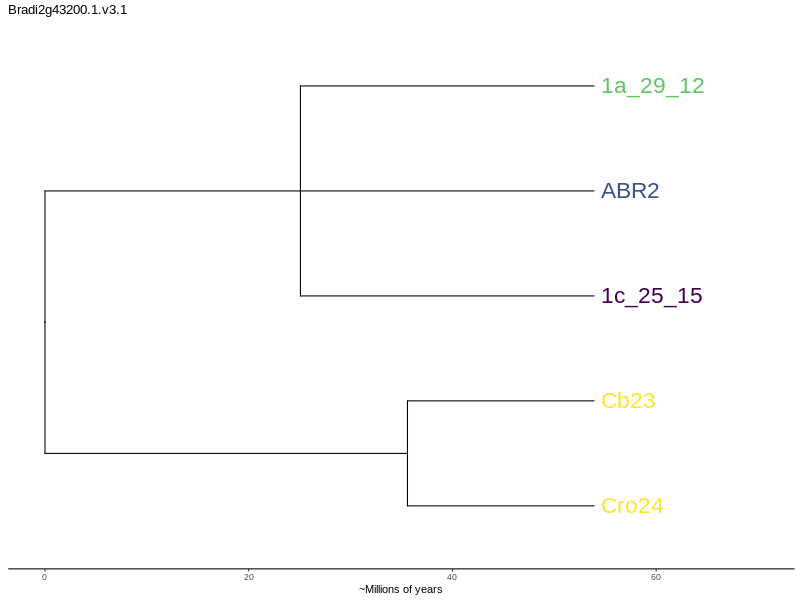 Bradi2g43200.1.v3.1
1a_29_12
ABR2
1c_25_15
Cb23
Cro24
0 20 40 60
~Millions of years